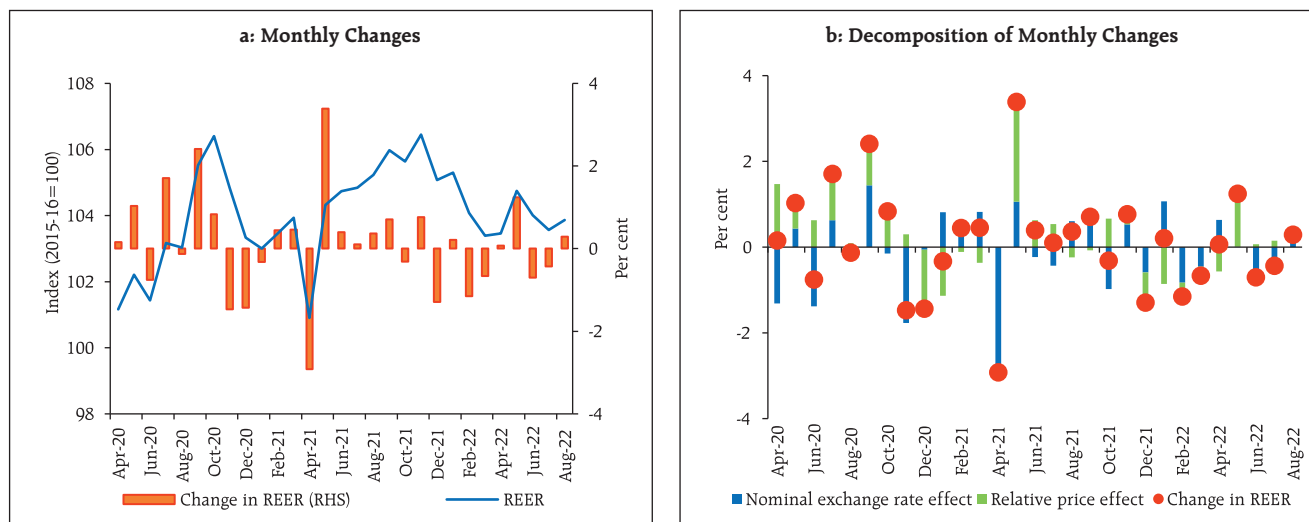 a: Monthly Changes
Index (2015-16=100)
108
106
104
102
100
98
4
2
0
-2
-4
Per cent
Apr-20
Jun-20
Aug-20
Oct-20
Dec-20
Feb-21
Apr-21
Jun-21
Aug-21
Oct-21
Dec-21
Feb-22
Apr-22
Jun-22
Aug-22
Change in REER (RHS)
REER
b: Decomposition of Monthly Changes
Per cent
4
2
0
-2
-4
Apr-20
Jun-20
Aug-20
Oct-20
Dec-20
Feb-21
Apr-21
Jun-21
Aug-21
Oct-21
Dec-21
Feb-22
Apr-22
Jun-22
Aug-22
Nominal exchange rate effect
Relative price effect
Change in REER